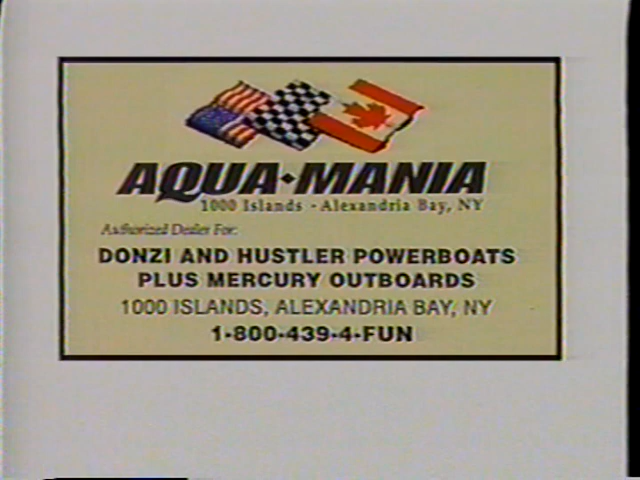 AQUA•MANIA
1000 Islands - Alexandria Bay, NY
Authorized Dealer For:
DONZI AND HUSTLER POWERBOATS
PLUS MERCURY OUTBOARDS
1000 ISLANDS, ALEXANDRIA BAY, NY
1-800-439-4-FUN